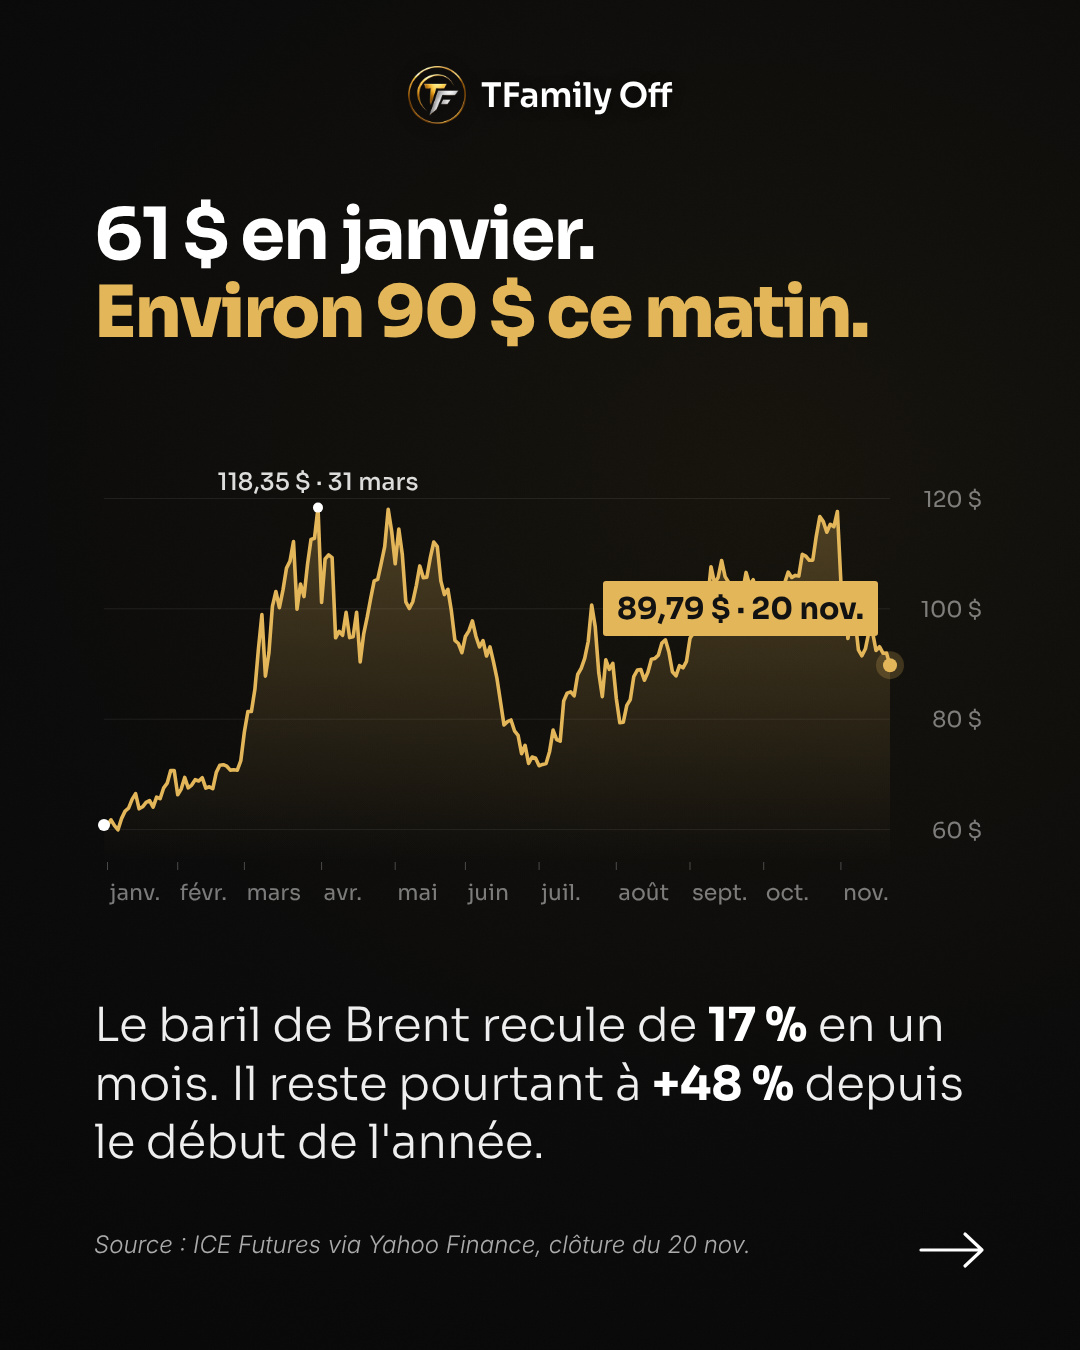 TF TFamily Off
61 $ en janvier.
Environ 90 $ ce matin.
118,35 $ · 31 mars
120 $
89,79 $ · 20 nov.
100 $
80 $
60 $
janv. févr. mars avr. mai juin juil. août sept. oct. nov.
Le baril de Brent recule de 17 % en un
mois. Il reste pourtant à +48 % depuis
le début de l'année.
Source : ICE Futures via Yahoo Finance, clôture du 20 nov.